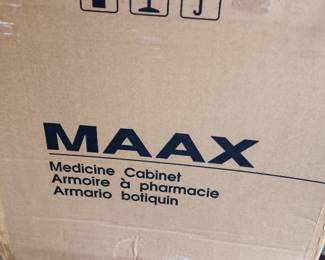 MAAX
Medicine Cabinet
Armoire à pharmacie
Armario botiquin